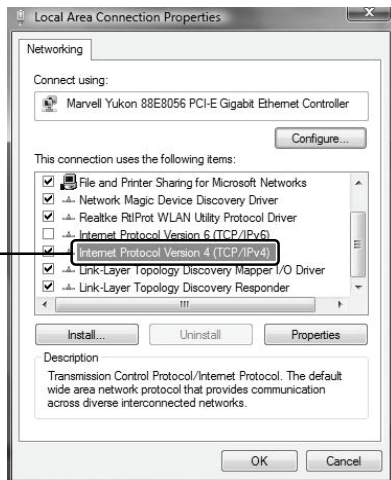 Local Area Connection Properties
Networking
Connect using:
Marvell Yukon 88E8056 PCI-E Gigabit Ethernet Controller
Configure...
This connection uses the following items:
File and Printer Sharing for Microsoft Networks
Network Magic Device Discovery Driver
Realtke RtlProt WLAN Utility Protocol Driver
Internet Protocol Version 6 (TCP/IPv6)
Internet Protocol Version 4 (TCP/IPv4)
Link-Layer Topology Discovery Mapper I/O Driver
Link-Layer Topology Discovery Responder
Install...
Uninstall
Properties
Description
Transmission Control Protocol/Internet Protocol. The default
wide area network protocol that provides communication
across diverse interconnected networks.
OK
Cancel